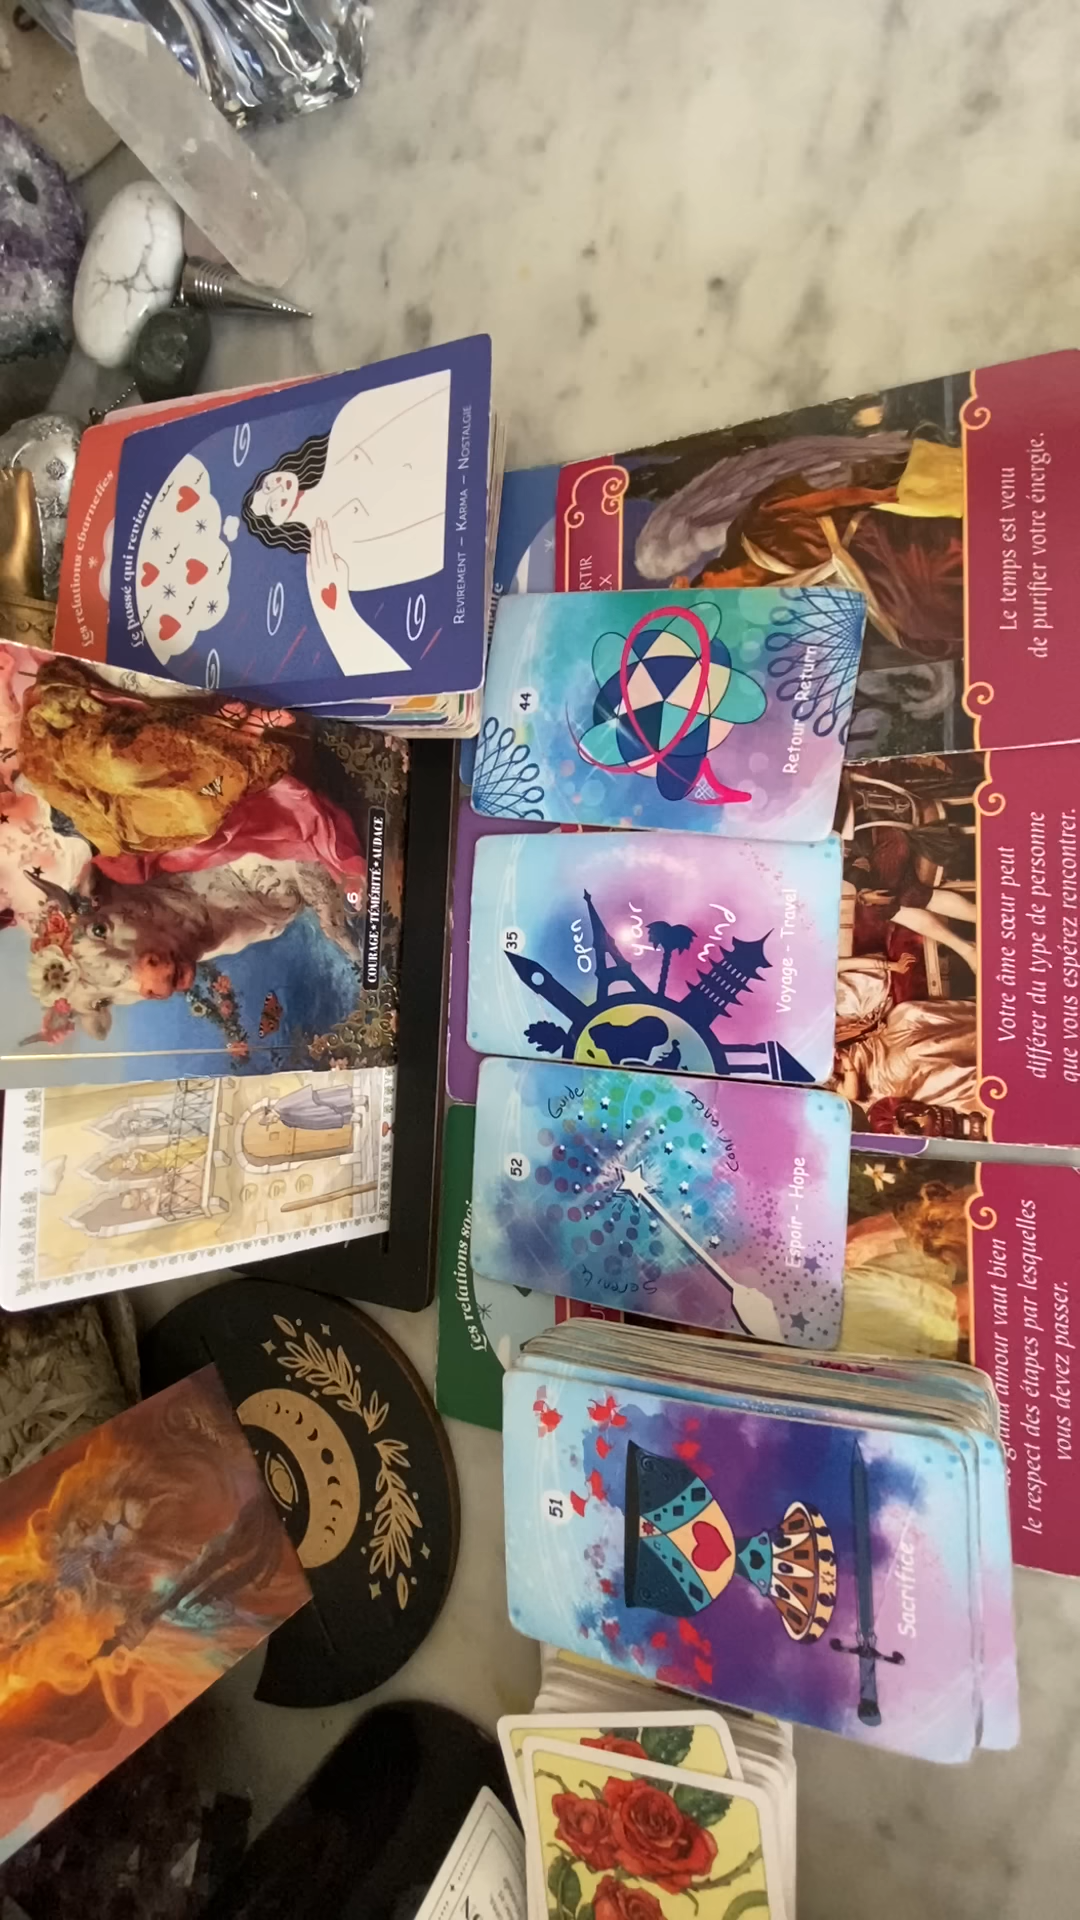 Les relations charnelles
Le passé qui revient
REVIREMENT – KARMA – NOSTALGIE
6
COURAGE★TÉMÉRITÉ★AUDACE
3
44
Retour - Return
35
open
your
mind
Voyage - Travel
52
Guide
Confiance
Serenité
Espoir - Hope
51
Sacrifice
Les relations
Le temps est venu
de purifier votre énergie.
Votre âme sœur peut
différer du type de personne
que vous espérez rencontrer.
grand amour vaut bien
le respect des étapes par lesquelles
vous devez passer.